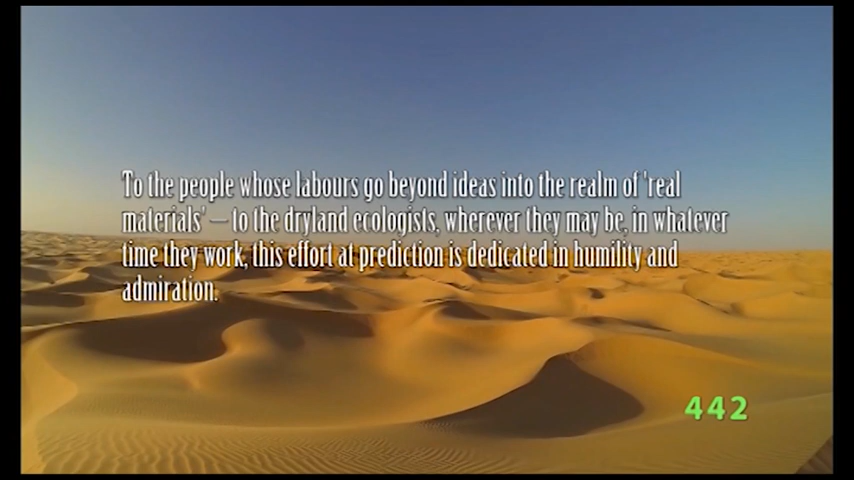 To the people whose labours go beyond ideas into the realm of 'real
materials' – to the dryland ecologists, wherever they may be, in whatever
time they work, this effort at prediction is dedicated in humility and
admiration.
442